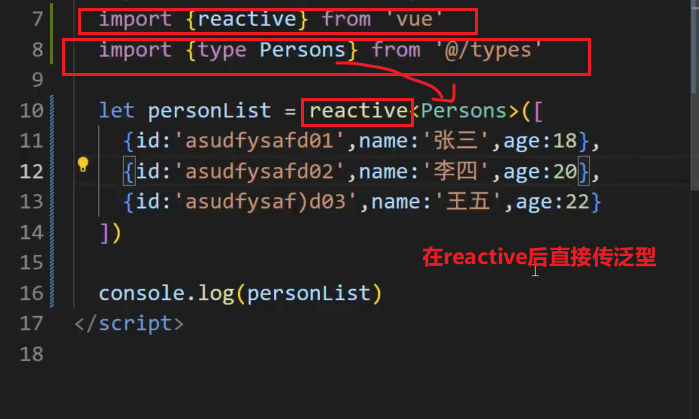 7 import {reactive} from 'vue'
8 import {type Persons} from '@/types'
9
10 let personList = reactive<Persons>([
11 {id:'asudfysafd01',name:'张三',age:18},
12 {id:'asudfysafd02',name:'李四',age:20},
13 {id:'asudfysaf)d03',name:'王五',age:22}
14 ])
15 在reactive后直接传泛型
16 console.log(personList)
17 </script>
18